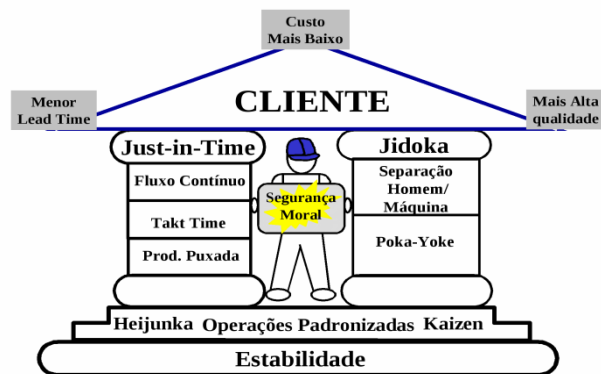 Custo
Mais Baixo
CLIENTE
Menor
Lead Time
Mais Alta
qualidade
Just-in-Time
Fluxo Contínuo
Takt Time
Prod. Puxada
Segurança
Moral
Jidoka
Separação
Homem/
Máquina
Poka-Yoke
Heijunka Operações Padronizadas Kaizen
Estabilidade